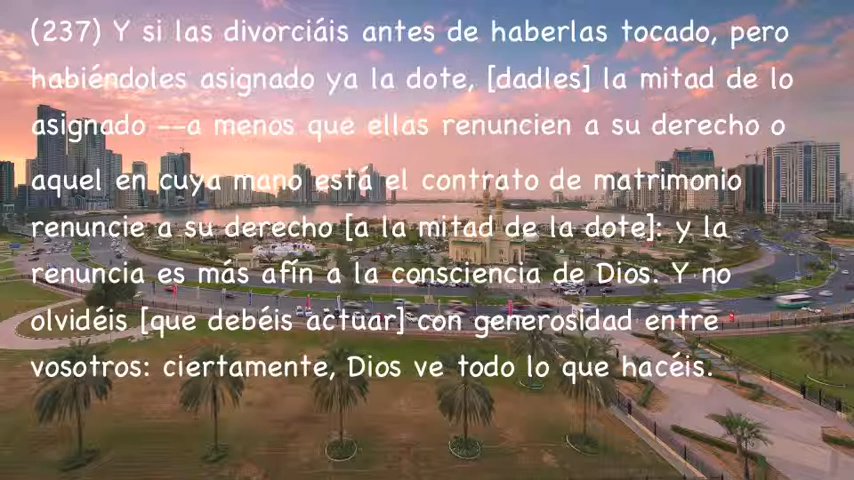 (237) Y si las divorciáis antes de haberlas tocado, pero
habiéndoles asignado ya la dote, [dadles] la mitad de lo
asignado --a menos que ellas renuncien a su derecho o
aquel en cuya mano está el contrato de matrimonio
renuncie a su derecho [a la mitad de la dote]: y la
renuncia es más afín a la consciencia de Dios. Y no
olvidéis [que debéis actuar] con generosidad entre
vosotros: ciertamente, Dios ve todo lo que hacéis.